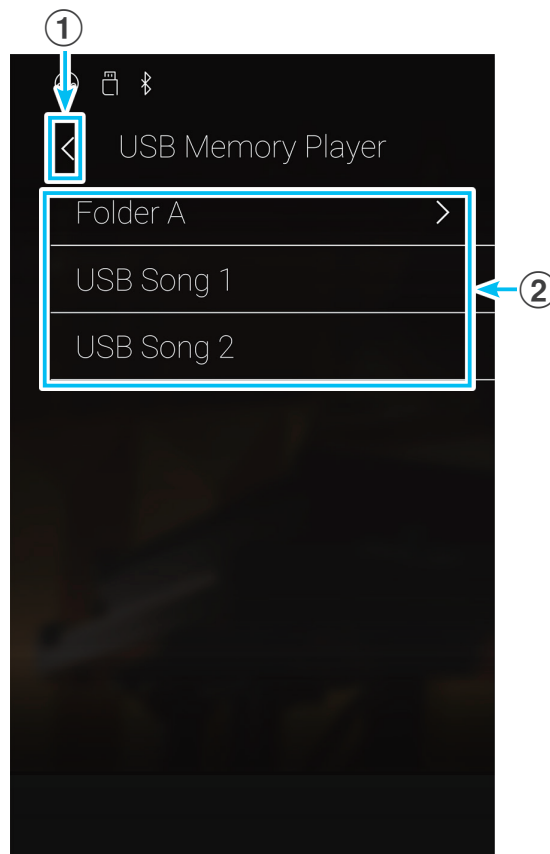 ①
USB Memory Player
Folder A
USB Song 1
②
USB Song 2